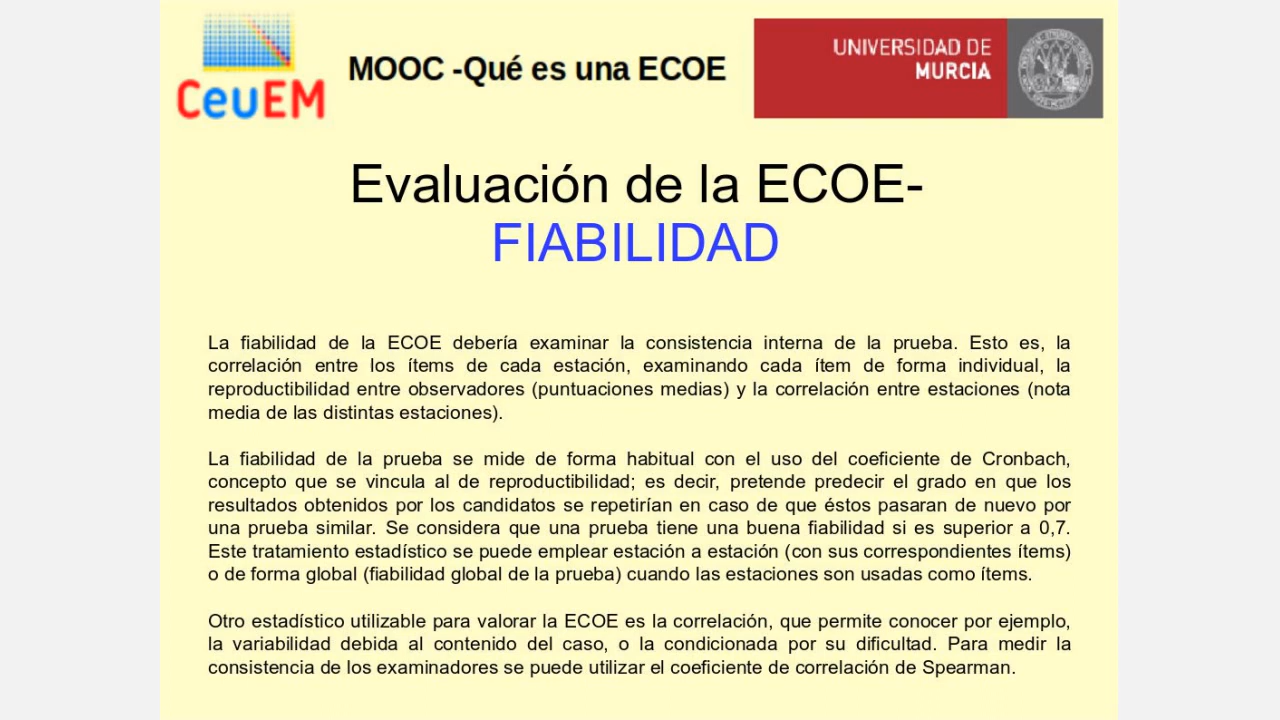 CeuEM
MOOC -Qué es una ECOE
UNIVERSIDAD DE
MURCIA
Evaluación de la ECOE-
FIABILIDAD
La fiabilidad de la ECOE debería examinar la consistencia interna de la prueba. Esto es, la
correlación entre los ítems de cada estación, examinando cada ítem de forma individual, la
reproductibilidad entre observadores (puntuaciones medias) y la correlación entre estaciones (nota
media de las distintas estaciones).
La fiabilidad de la prueba se mide de forma habitual con el uso del coeficiente de Cronbach,
concepto que se vincula al de reproductibilidad; es decir, pretende predecir el grado en que los
resultados obtenidos por los candidatos se repetirían en caso de que éstos pasaran de nuevo por
una prueba similar. Se considera que una prueba tiene una buena fiabilidad si es superior a 0,7.
Este tratamiento estadístico se puede emplear estación a estación (con sus correspondientes ítems)
o de forma global (fiabilidad global de la prueba) cuando las estaciones son usadas como ítems.
Otro estadístico utilizable para valorar la ECOE es la correlación, que permite conocer por ejemplo,
la variabilidad debida al contenido del caso, o la condicionada por su dificultad. Para medir la
consistencia de los examinadores se puede utilizar el coeficiente de correlación de Spearman.